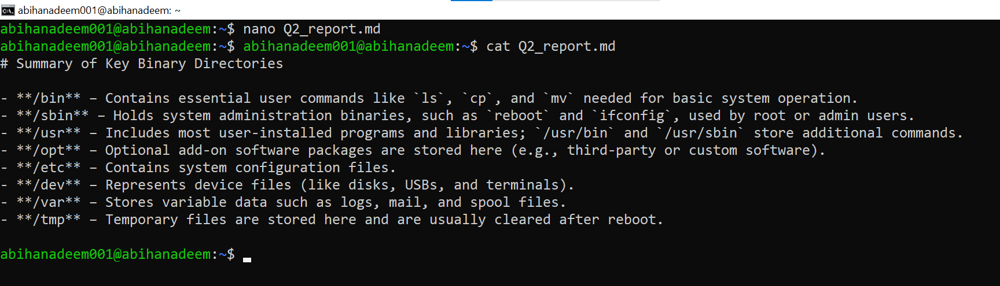 abihanadeem001@abihanadeem: ~
abihanadeem001@abihanadeem:~$ nano Q2_report.md
abihanadeem001@abihanadeem:~$ abihanadeem001@abihanadeem:~$ cat Q2_report.md
# Summary of Key Binary Directories
- **/bin** – Contains essential user commands like `ls`, `cp`, and `mv` needed for basic system operation.
- **/sbin** – Holds system administration binaries, such as `reboot` and `ifconfig`, used by root or admin users.
- **/usr** – Includes most user-installed programs and libraries; `/usr/bin` and `/usr/sbin` store additional commands.
- **/opt** – Optional add-on software packages are stored here (e.g., third-party or custom software).
- **/etc** – Contains system configuration files.
- **/dev** – Represents device files (like disks, USBs, and terminals).
- **/var** – Stores variable data such as logs, mail, and spool files.
- **/tmp** – Temporary files are stored here and are usually cleared after reboot.
abihanadeem001@abihanadeem:~$